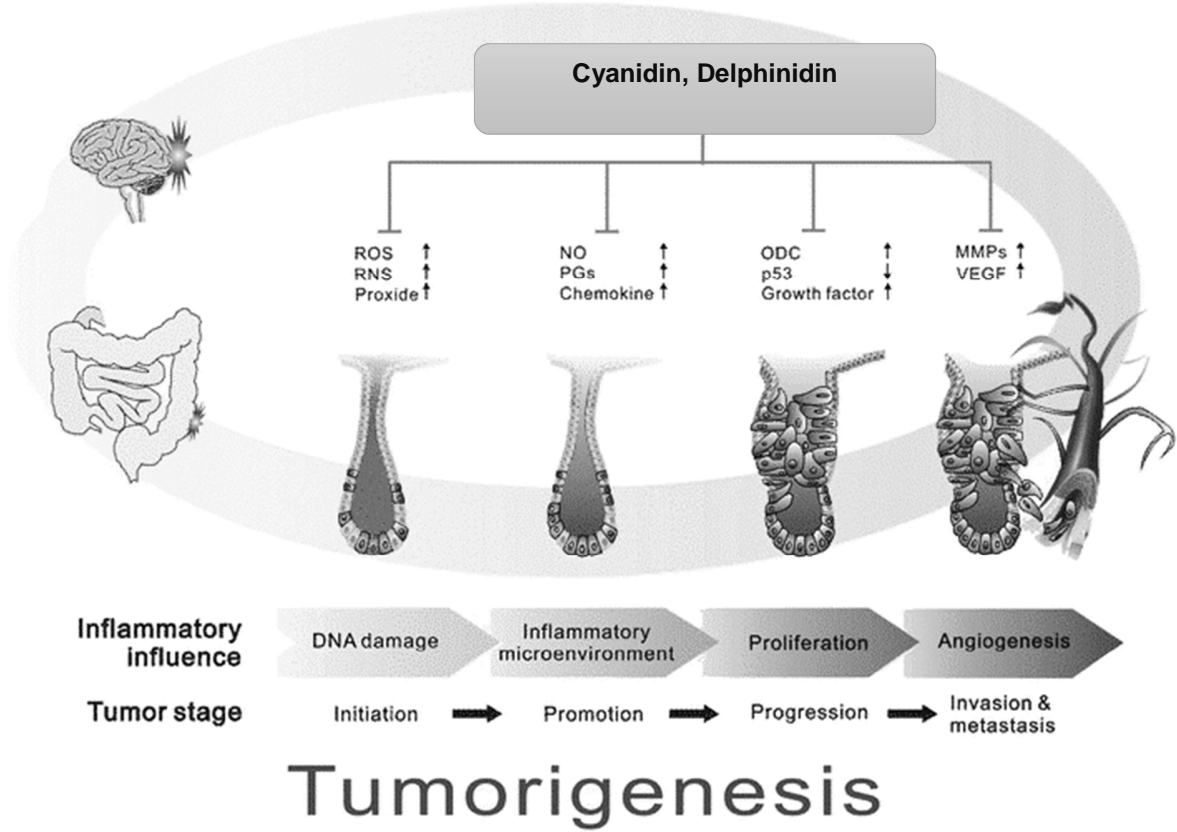 Cyanidin, Delphinidin
ROS ↑
RNS ↑
Proxide ↑
NO ↑
PGs ↑
Chemokine ↑
ODC ↑
p53 ↓
Growth factor ↑
MMPs ↑
VEGF ↑
Inflammatory
influence
DNA damage
Inflammatory
microenvironment
Proliferation
Angiogenesis
Tumor stage
Initiation
Promotion
Progression
Invasion &
metastasis
Tumorigenesis